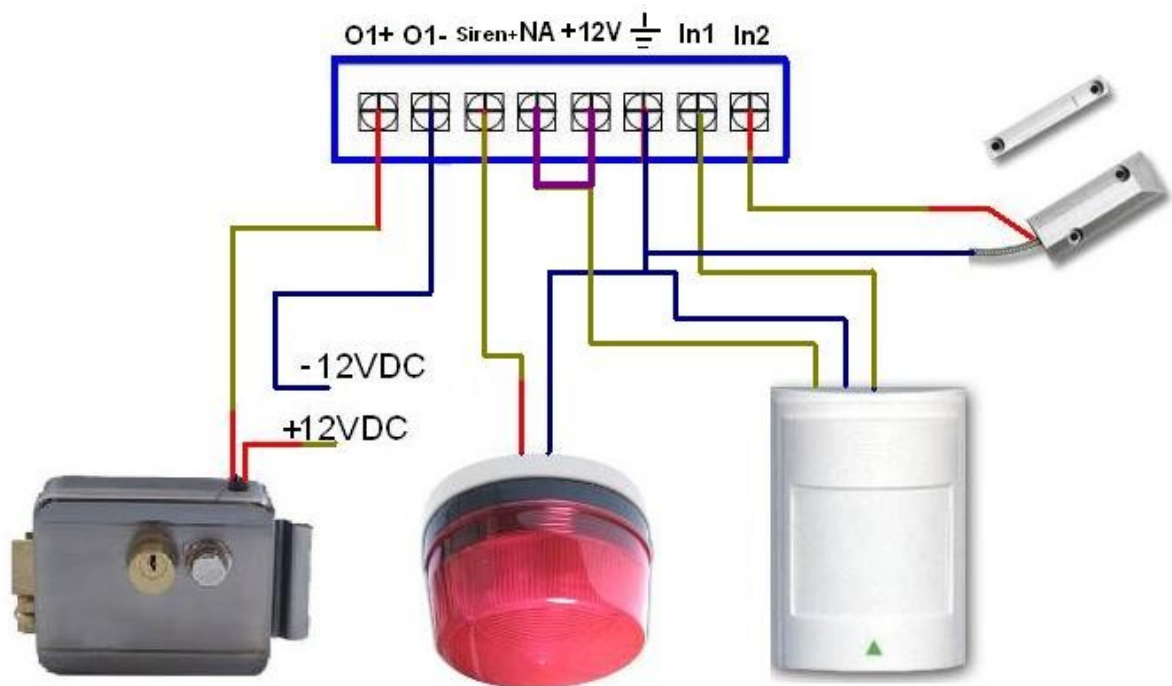 O1+ O1- Siren+ NA +12V In1 In2
-12VDC
+12VDC